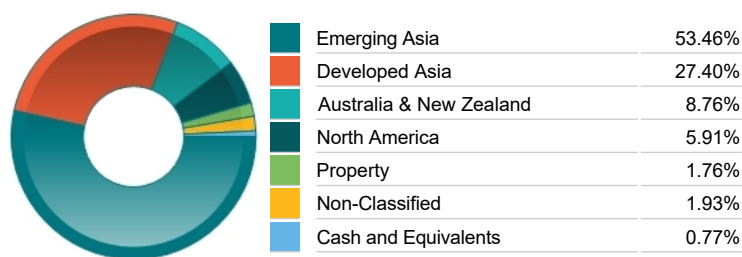 Emerging Asia 53.46%
Developed Asia 27.40%
Australia & New Zealand 8.76%
North America 5.91%
Property 1.76%
Non-Classified 1.93%
Cash and Equivalents 0.77%